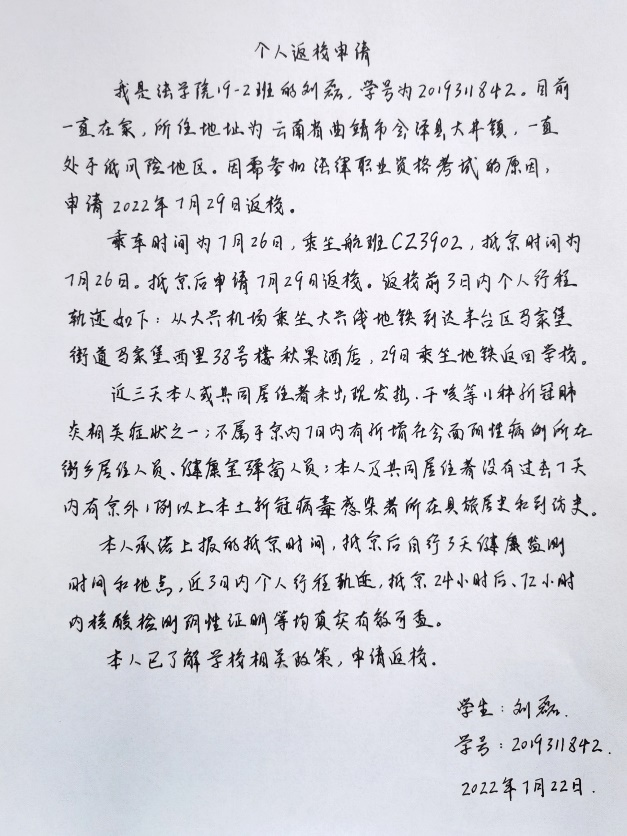 个人返校申请
我是法学院19-2班的刘磊，学号为2019311842。目前
一直在家，所住地址为云南省曲靖市会泽县大井镇，一直
处于低风险地区。因需参加法律职业资格考试的原因，
申请2022年7月29日返校。
乘车时间为7月26日，乘坐航班CZ3902，抵京时间为
7月26日。抵京后申请7月29日返校。返校前3日内个人行程
轨迹如下：从大兴机场乘坐大兴线地铁到达丰台区马家堡
街道马家堡西里38号楼秋果酒店，29日乘坐地铁返回学校。
近三天本人或共同居住者未出现发热、干咳等11种新冠肺
炎相关症状之一；不属于京内7日内有新增社会面阳性病例所在
街乡居住人员、健康宝弹窗人员；本人及共同居住者没有过去7天
内有京外1例以上本土新冠病毒感染者所在县旅居史和到访史。
本人承诺上报的抵京时间，抵京后自行3天健康监测
时间和地点，近3日内个人行程轨迹，抵京24小时后、72小时
内核酸检测阴性证明等均真实有效可查。
本人已了解学校相关政策，申请返校。
学生：刘磊.
学号：2019311842.
2022年7月22日.